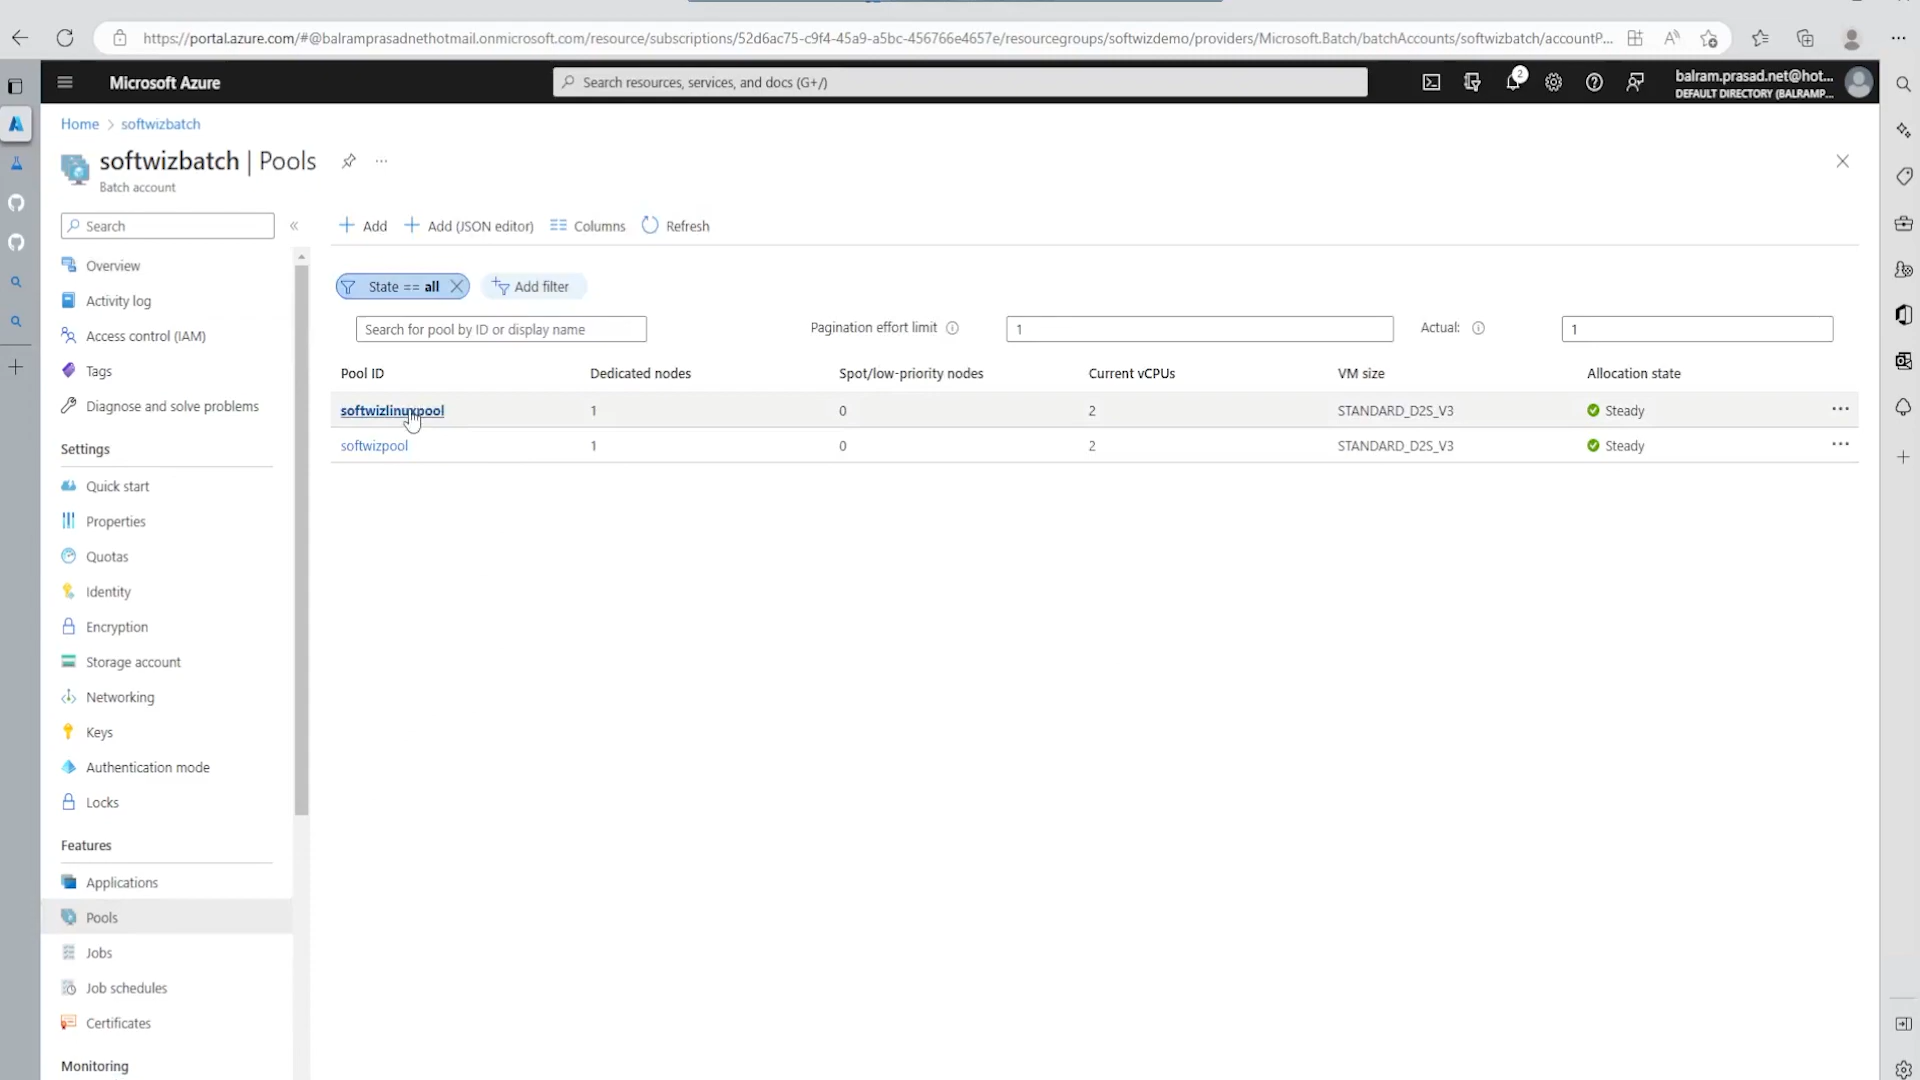 https://portal.azure.com/#@balramprasadnethotmail.onmicrosoft.com/resource/subscriptions/52d6ac75-c9f4-45a9-a5bc-456766e4657e/resourcegroups/softwizdemo/providers/Microsoft.Batch/batchAccounts/softwizbatch/accountP...
Microsoft Azure
Search resources, services, and docs (G+/)
2
balram.prasad.net@hot...
DEFAULT DIRECTORY (BALRAMP...
Home > softwizbatch
softwizbatch | Pools
Batch account
Search
Add
Add (JSON editor)
Columns
Refresh
Overview
Activity log
Access control (IAM)
Tags
Diagnose and solve problems
Settings
Quick start
Properties
Quotas
Identity
Encryption
Storage account
Networking
Keys
Authentication mode
Locks
Features
Applications
Pools
Jobs
Job schedules
Certificates
Monitoring
State == all
Add filter
Search for pool by ID or display name
Pagination effort limit
1
Actual:
1
Pool ID Dedicated nodes Spot/low-priority nodes Current vCPUs VM size Allocation state
softwizlinuxpool 1 0 2 STANDARD_D2S_V3 Steady
softwizpool 1 0 2 STANDARD_D2S_V3 Steady